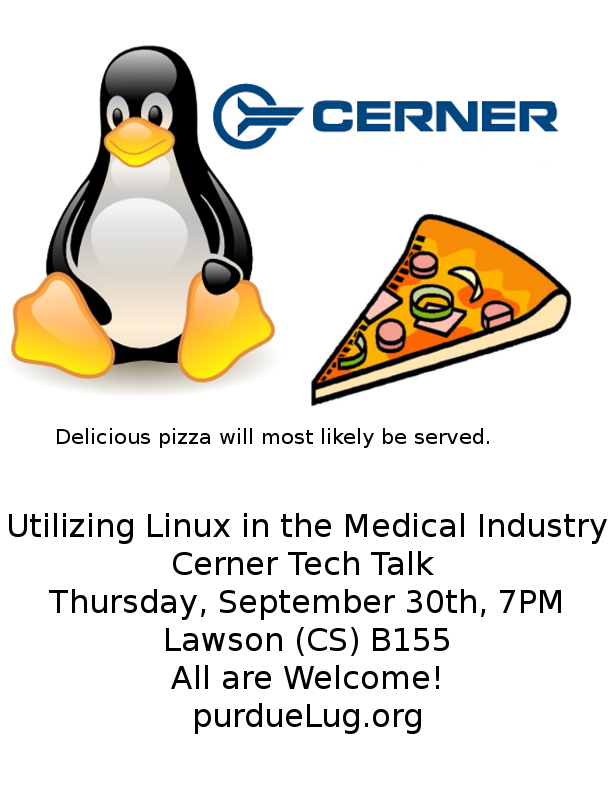 CERNER
Delicious pizza will most likely be served.
Utilizing Linux in the Medical Industry
Cerner Tech Talk
Thursday, September 30th, 7PM
Lawson (CS) B155
All are Welcome!
purdueLug.org